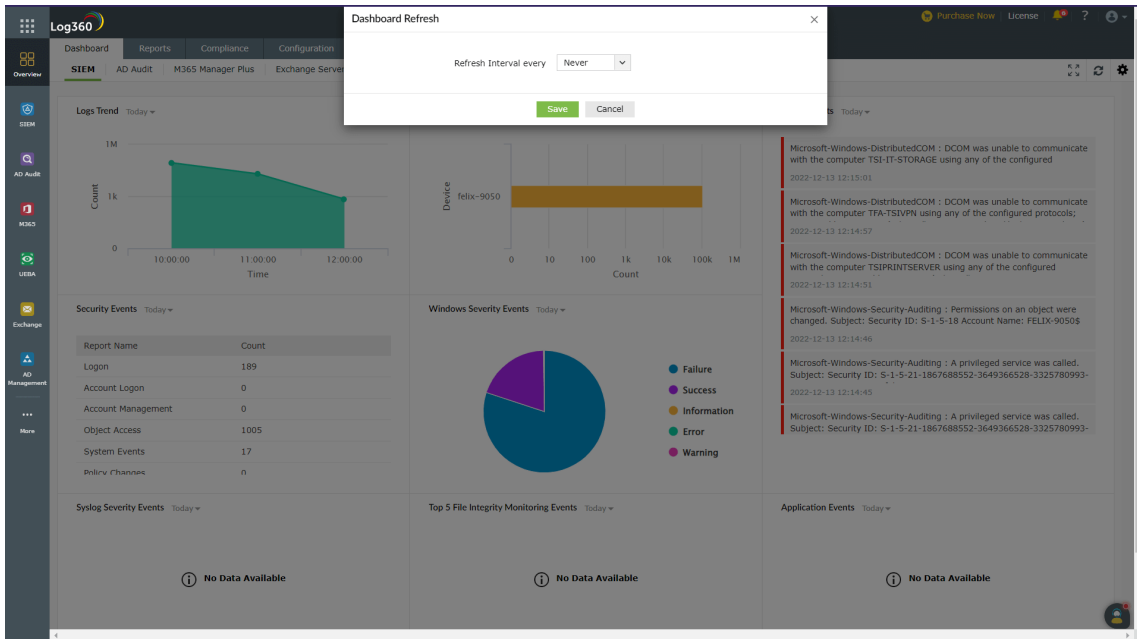 Log360
Dashboard Refresh
Purchase Now
License
?
Dashboard
Reports
Compliance
Configuration
Refresh Interval every
Never
Save
Cancel
SIEM
AD Audit
M365 Manager Plus
Exchange Server
Overview
SIEM
AD Audit
M365
UEBA
Exchange
AD
Management
More
Logs Trend Today
1M
1k
0
Count
10:00:00
11:00:00
12:00:00
Time
Device
felix-9050
0
10
100
1k
10k
100k
1M
Count
Today
Microsoft-Windows-DistributedCOM : DCOM was unable to communicate
with the computer TSI-IT-STORAGE using any of the configured
2022-12-13 12:15:01
Microsoft-Windows-DistributedCOM : DCOM was unable to communicate
with the computer TFA-TSIVPN using any of the configured protocols;
2022-12-13 12:14:57
Microsoft-Windows-DistributedCOM : DCOM was unable to communicate
with the computer TSIPRINTSERVER using any of the configured
2022-12-13 12:14:51
Microsoft-Windows-Security-Auditing : Permissions on an object were
changed. Subject: Security ID: S-1-5-18 Account Name: FELIX-9050$
2022-12-13 12:14:46
Microsoft-Windows-Security-Auditing : A privileged service was called.
Subject: Security ID: S-1-5-21-1867688552-3649366528-3325780993-
2022-12-13 12:14:45
Microsoft-Windows-Security-Auditing : A privileged service was called.
Subject: Security ID: S-1-5-21-1867688552-3649366528-3325780993-
Security Events Today
Report Name Count
Logon 189
Account Logon 0
Account Management 0
Object Access 1005
System Events 17
Policy Changes 0
Windows Severity Events Today
Failure
Success
Information
Error
Warning
Syslog Severity Events Today
No Data Available
Top 5 File Integrity Monitoring Events Today
No Data Available
Application Events Today
No Data Available